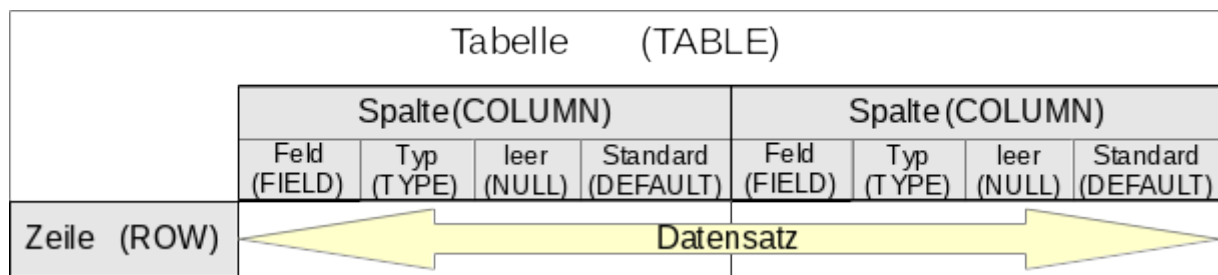 Tabelle (TABLE)
Spalte(COLUMN) Spalte(COLUMN)
Feld Typ leer Standard Feld Typ leer Standard
(FIELD) (TYPE) (NULL) (DEFAULT) (FIELD) (TYPE) (NULL) (DEFAULT)
Zeile (ROW) Datensatz